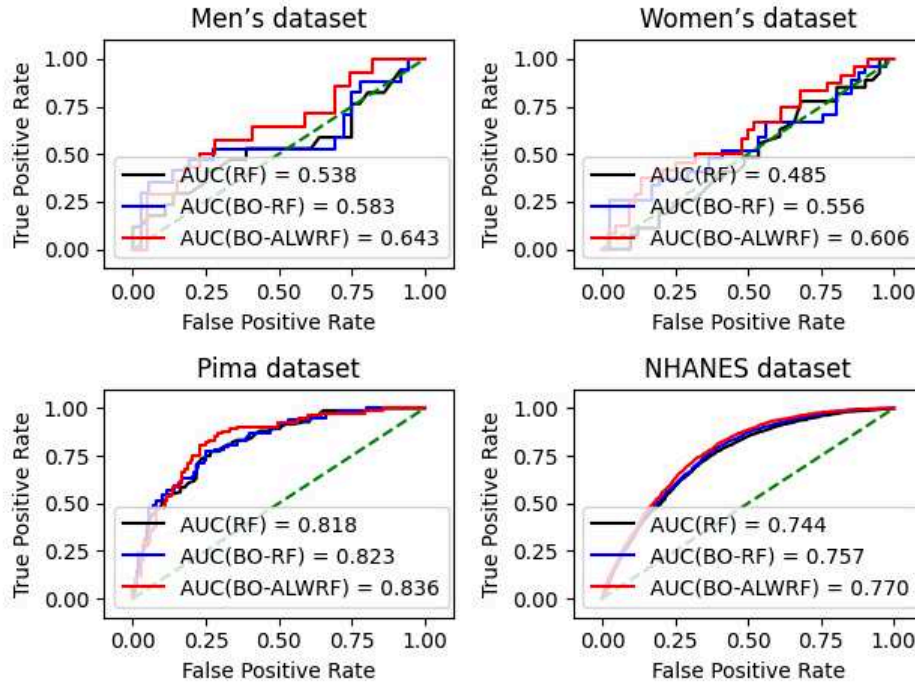 Men’s dataset
True Positive Rate
1.00
0.75
0.50
0.25
0.00
AUC(RF) = 0.538
AUC(BO-RF) = 0.583
AUC(BO-ALWRF) = 0.643
0.00 0.25 0.50 0.75 1.00
False Positive Rate
Women’s dataset
True Positive Rate
1.00
0.75
0.50
0.25
0.00
AUC(RF) = 0.485
AUC(BO-RF) = 0.556
AUC(BO-ALWRF) = 0.606
0.00 0.25 0.50 0.75 1.00
False Positive Rate
Pima dataset
True Positive Rate
1.00
0.75
0.50
0.25
0.00
AUC(RF) = 0.818
AUC(BO-RF) = 0.823
AUC(BO-ALWRF) = 0.836
0.00 0.25 0.50 0.75 1.00
False Positive Rate
NHANES dataset
True Positive Rate
1.00
0.75
0.50
0.25
0.00
AUC(RF) = 0.744
AUC(BO-RF) = 0.757
AUC(BO-ALWRF) = 0.770
0.00 0.25 0.50 0.75 1.00
False Positive Rate